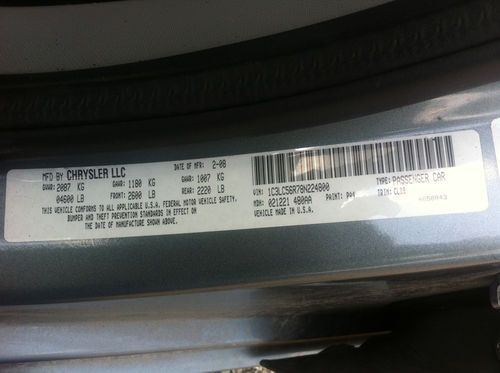 MFD BY CHRYSLER LLC DATE OF MFR: 2-08
GVWR: 2087 KG GAWR: 1180 KG GAWR: 1007 KG
04600 LB FRONT: 2600 LB REAR: 2220 LB
THIS VEHICLE CONFORMS TO ALL APPLICABLE U.S.A. FEDERAL MOTOR VEHICLE SAFETY,
BUMPER AND THEFT PREVENTION STANDARDS IN EFFECT ON
THE DATE OF MANUFACTURE SHOWN ABOVE.
VIN: 1C3LC56R78N224800 TYPE: PASSENGER CAR
MDH: 021221 480AA PAINT: TRIM:
VEHICLE MADE IN U.S.A.